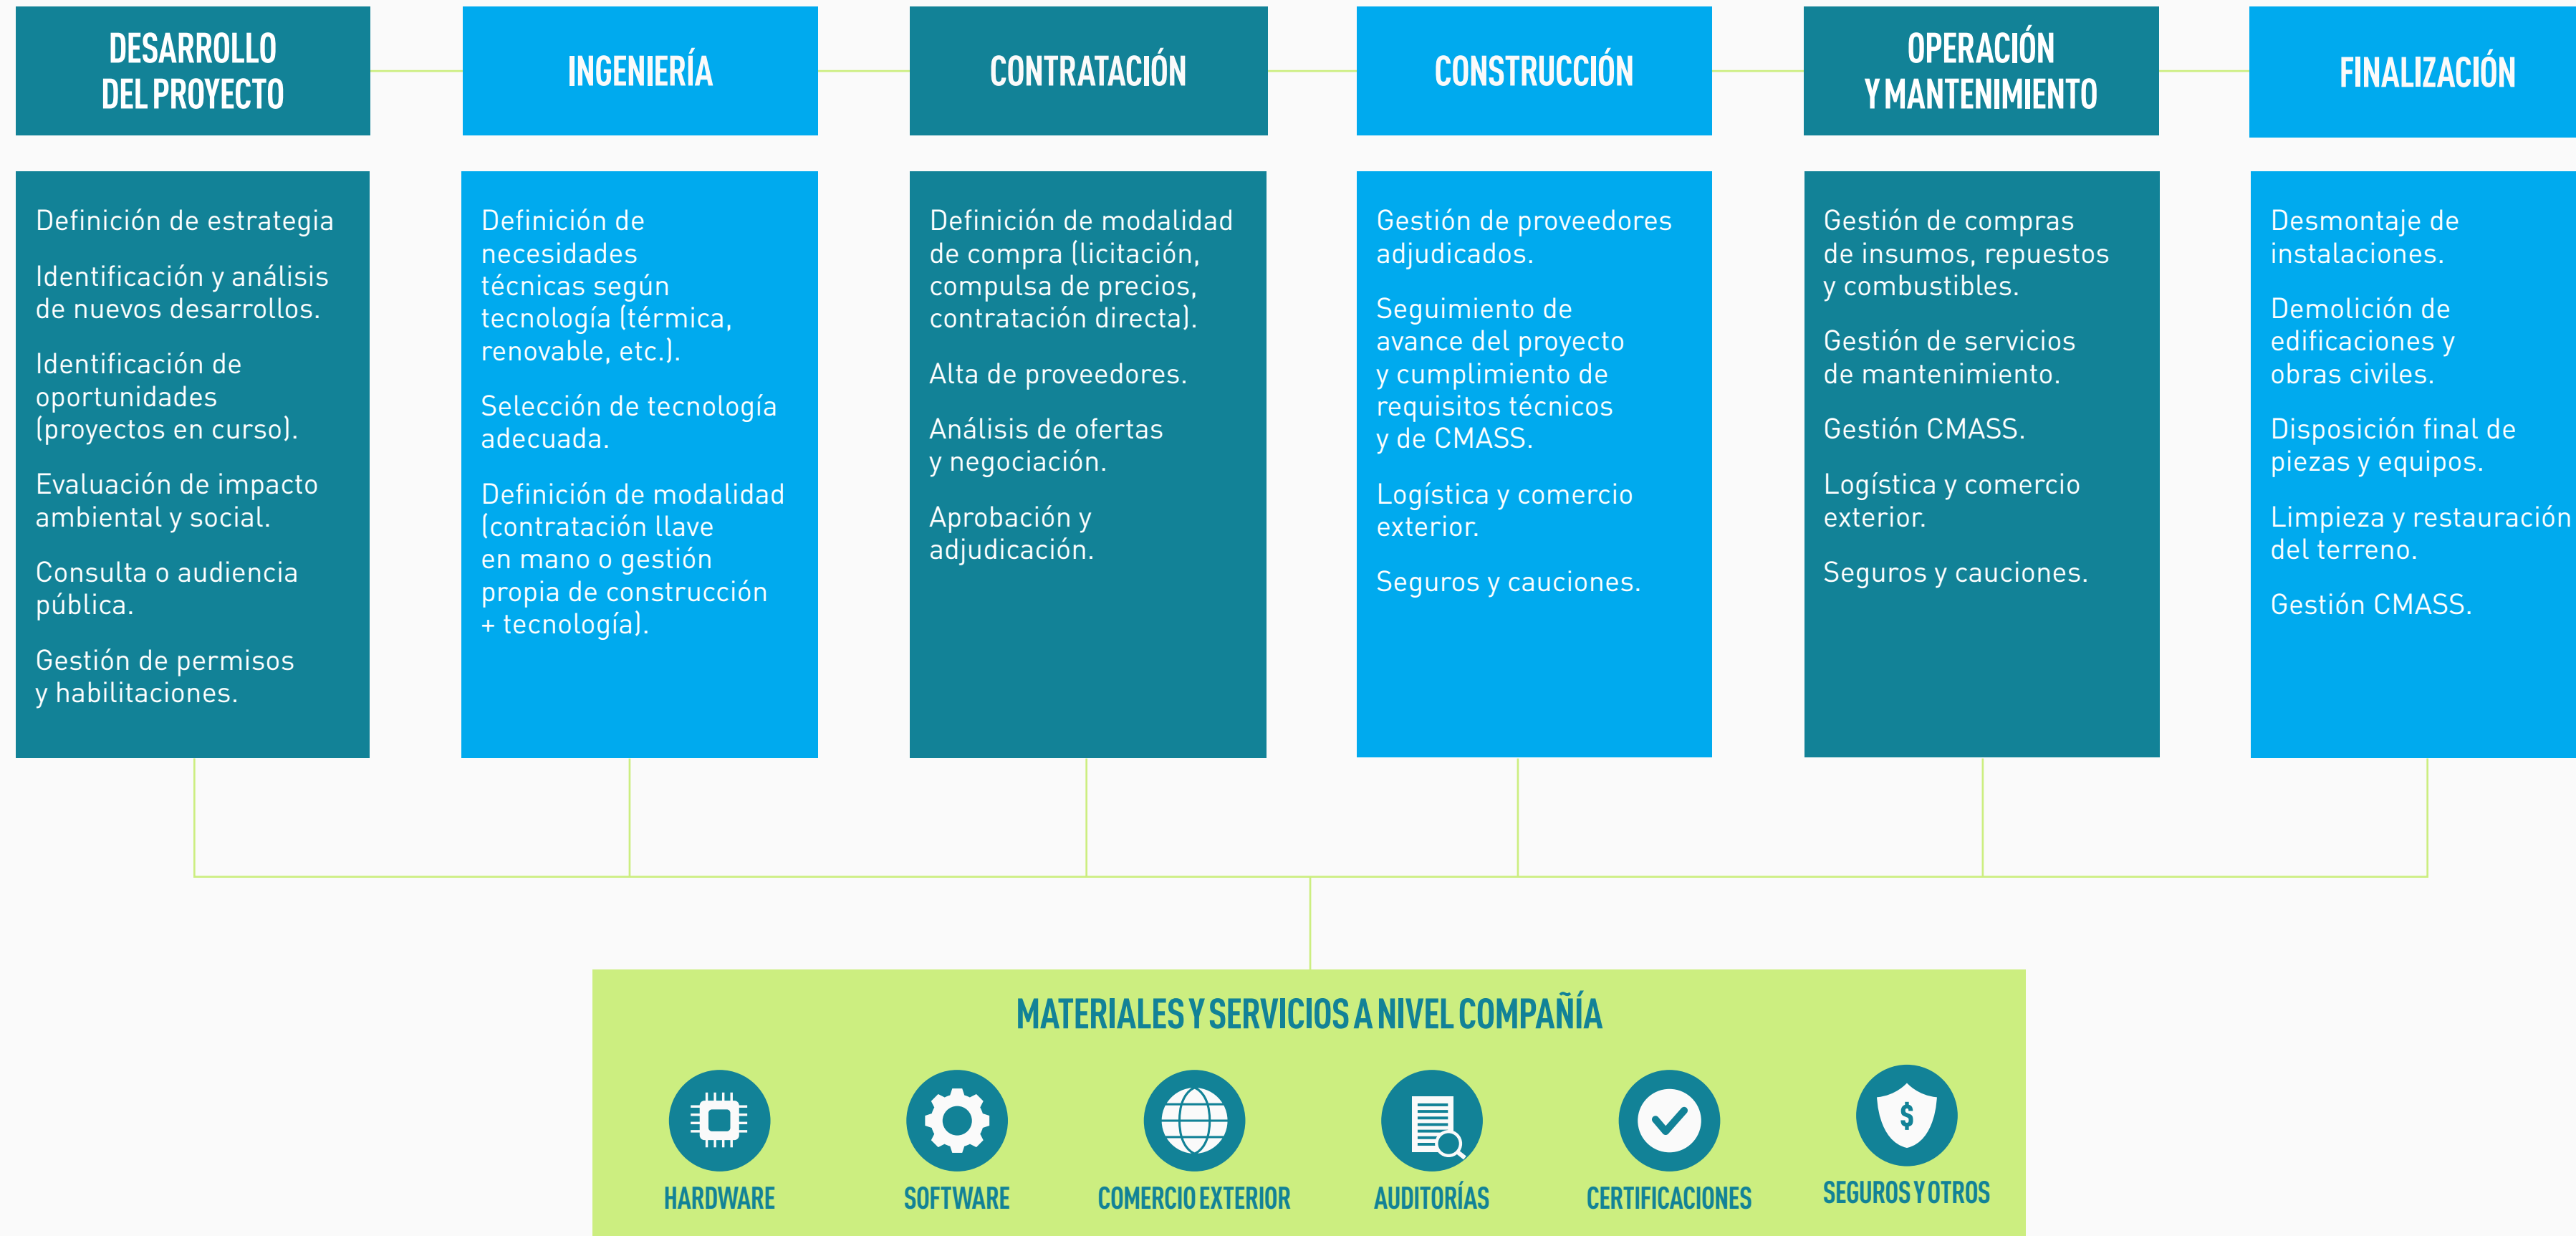 DESARROLLO
DEL PROYECTO
INGENIERÍA
CONTRATACIÓN
CONSTRUCCIÓN
OPERACIÓN
Y MANTENIMIENTO
FINALIZACIÓN
Definición de estrategia
Identificación y análisis
de nuevos desarrollos.
Identificación de
oportunidades
(proyectos en curso).
Evaluación de impacto
ambiental y social.
Consulta o audiencia
pública.
Gestión de permisos
y habilitaciones.
Definición de
necesidades
técnicas según
tecnología (térmica,
renovable, etc.).
Selección de tecnología
adecuada.
Definición de modalidad
(contratación llave
en mano o gestión
propia de construcción
+ tecnología).
Definición de modalidad
de compra (licitación,
compulsa de precios,
contratación directa).
Alta de proveedores.
Análisis de ofertas
y negociación.
Aprobación y
adjudicación.
Gestión de proveedores
adjudicados.
Seguimiento de
avance del proyecto
y cumplimiento de
requisitos técnicos
y de CMASS.
Logística y comercio
exterior.
Seguros y cauciones.
Gestión de compras
de insumos, repuestos
y combustibles.
Gestión de servicios
de mantenimiento.
Gestión CMASS.
Logística y comercio
exterior.
Seguros y cauciones.
Desmontaje de
instalaciones.
Demolición de
edificaciones y
obras civiles.
Disposición final de
piezas y equipos.
Limpieza y restauración
del terreno.
Gestión CMASS.
MATERIALES Y SERVICIOS A NIVEL COMPAÑÍA
$
HARDWARE
SOFTWARE
COMERCIO EXTERIOR
AUDITORÍAS
CERTIFICACIONES
SEGUROS Y OTROS